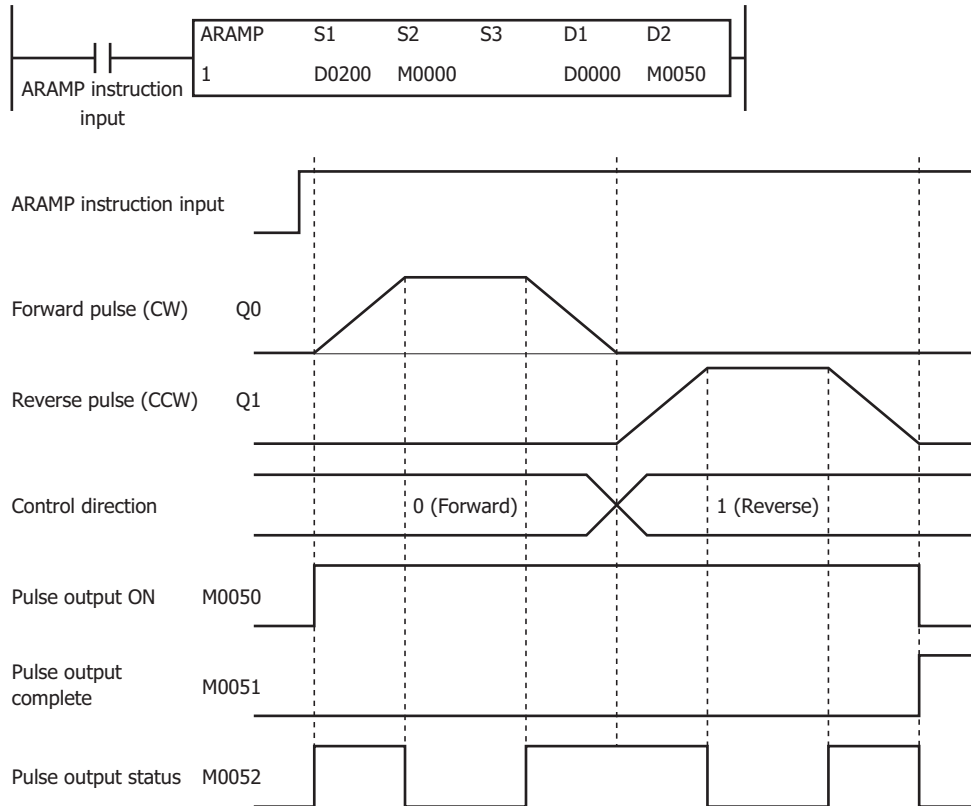 ARAMP S1 S2 S3 D1 D2
1 D0200 M0000 D0000 M0050
ARAMP instruction
input
ARAMP instruction input
Forward pulse (CW) Q0
Reverse pulse (CCW) Q1
Control direction 0 (Forward) 1 (Reverse)
Pulse output ON M0050
Pulse output
complete M0051
Pulse output status M0052